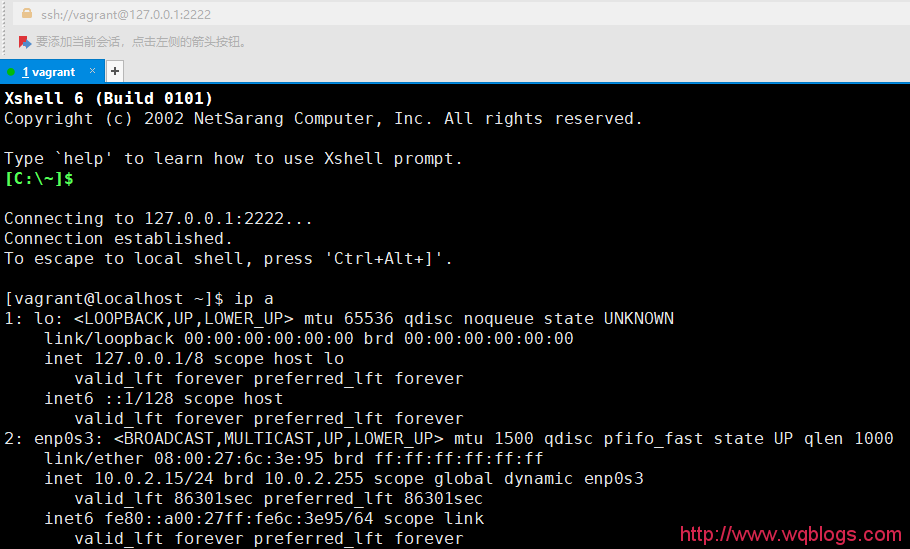 ssh://vagrant@127.0.0.1:2222
要添加当前会话，点击左侧的箭头按钮。
1 vagrant × +
Xshell 6 (Build 0101)
Copyright (c) 2002 NetSarang Computer, Inc. All rights reserved.
Type `help' to learn how to use Xshell prompt.
[C:\~]$
Connecting to 127.0.0.1:2222...
Connection established.
To escape to local shell, press 'Ctrl+Alt+]'.
[vagrant@localhost ~]$ ip a
1: lo: <LOOPBACK,UP,LOWER_UP> mtu 65536 qdisc noqueue state UNKNOWN
link/loopback 00:00:00:00:00:00 brd 00:00:00:00:00:00
inet 127.0.0.1/8 scope host lo
valid_lft forever preferred_lft forever
inet6 ::1/128 scope host
valid_lft forever preferred_lft forever
2: enp0s3: <BROADCAST,MULTICAST,UP,LOWER_UP> mtu 1500 qdisc pfifo_fast state UP qlen 1000
link/ether 08:00:27:6c:3e:95 brd ff:ff:ff:ff:ff:ff
inet 10.0.2.15/24 brd 10.0.2.255 scope global dynamic enp0s3
valid_lft 86301sec preferred_lft 86301sec
inet6 fe80::a00:27ff:fe6c:3e95/64 scope link
valid_lft forever preferred_lft forever
http://www.wqblogs.com